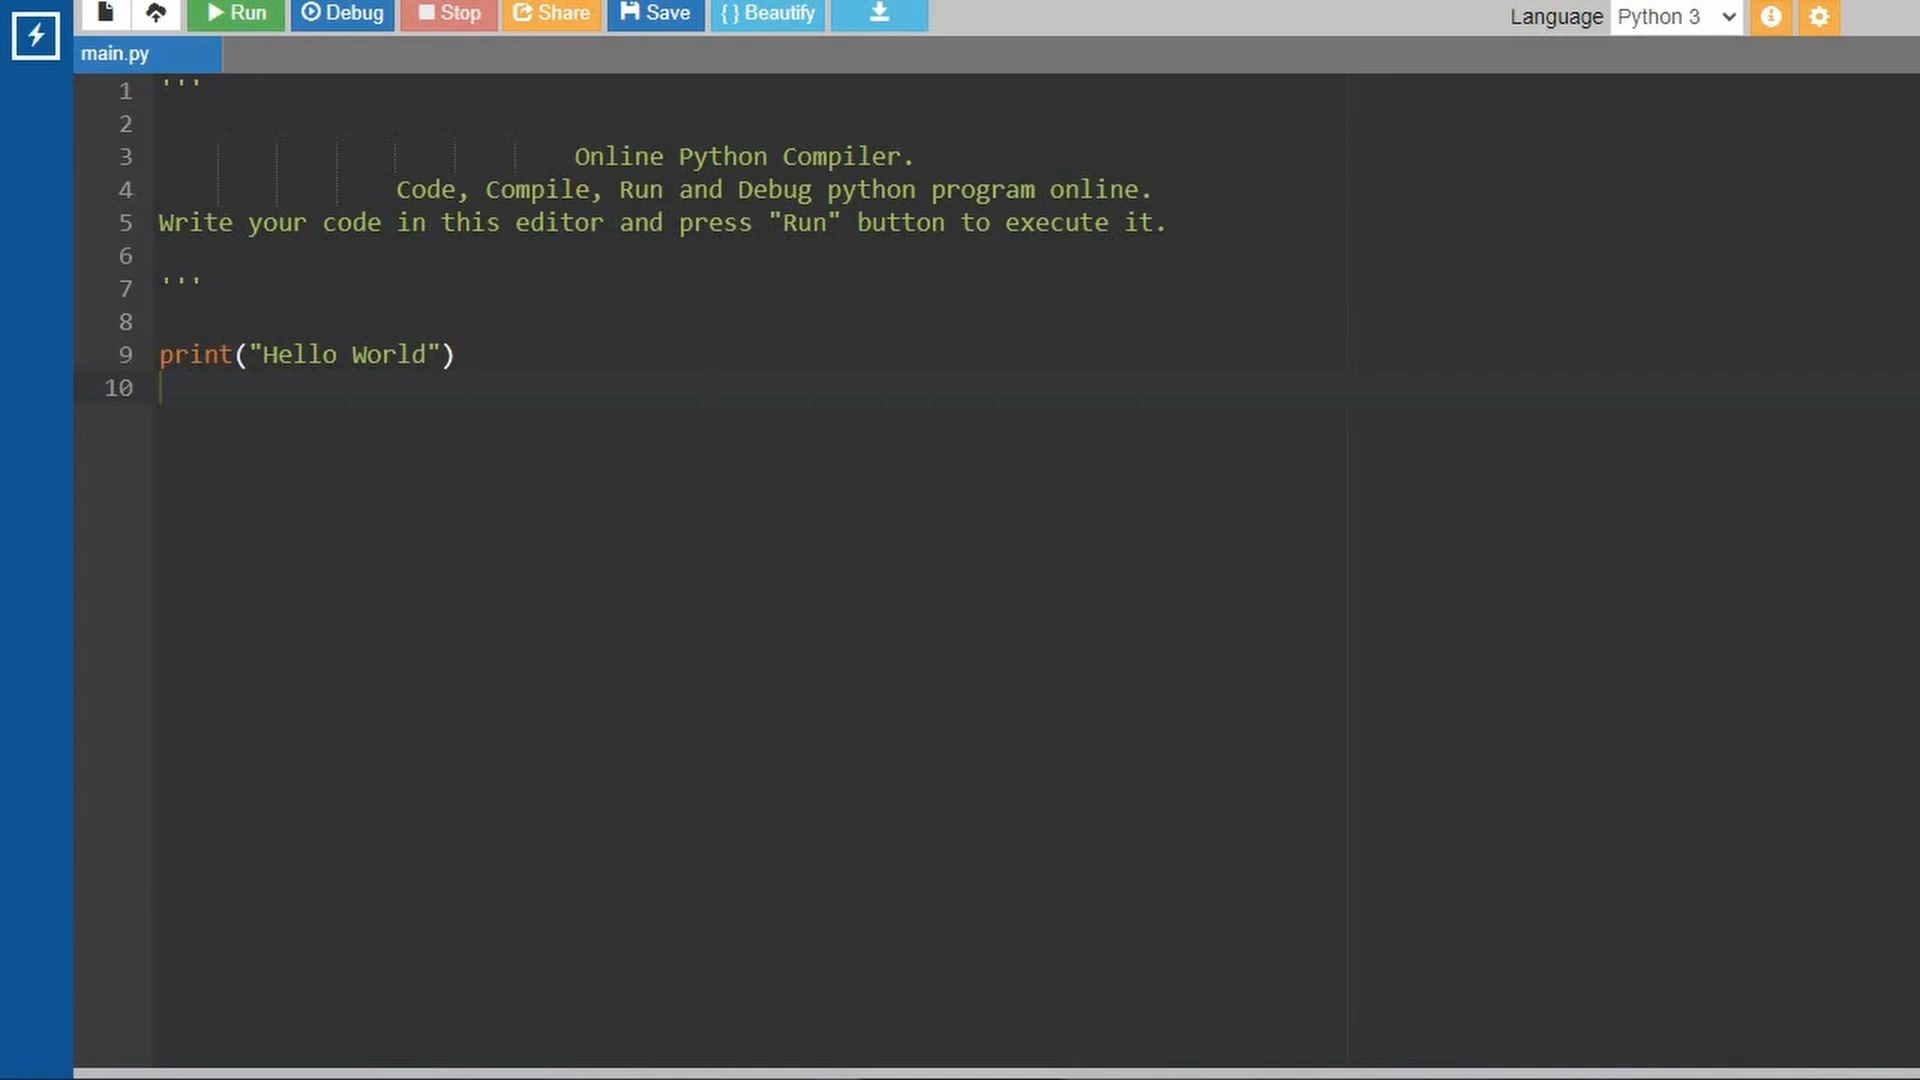 Run Debug Stop Share Save { } Beautify Language Python 3
main.py
1 '''
2
3 Online Python Compiler.
4 Code, Compile, Run and Debug python program online.
5 Write your code in this editor and press "Run" button to execute it.
6
7 '''
8
9 print("Hello World")
10